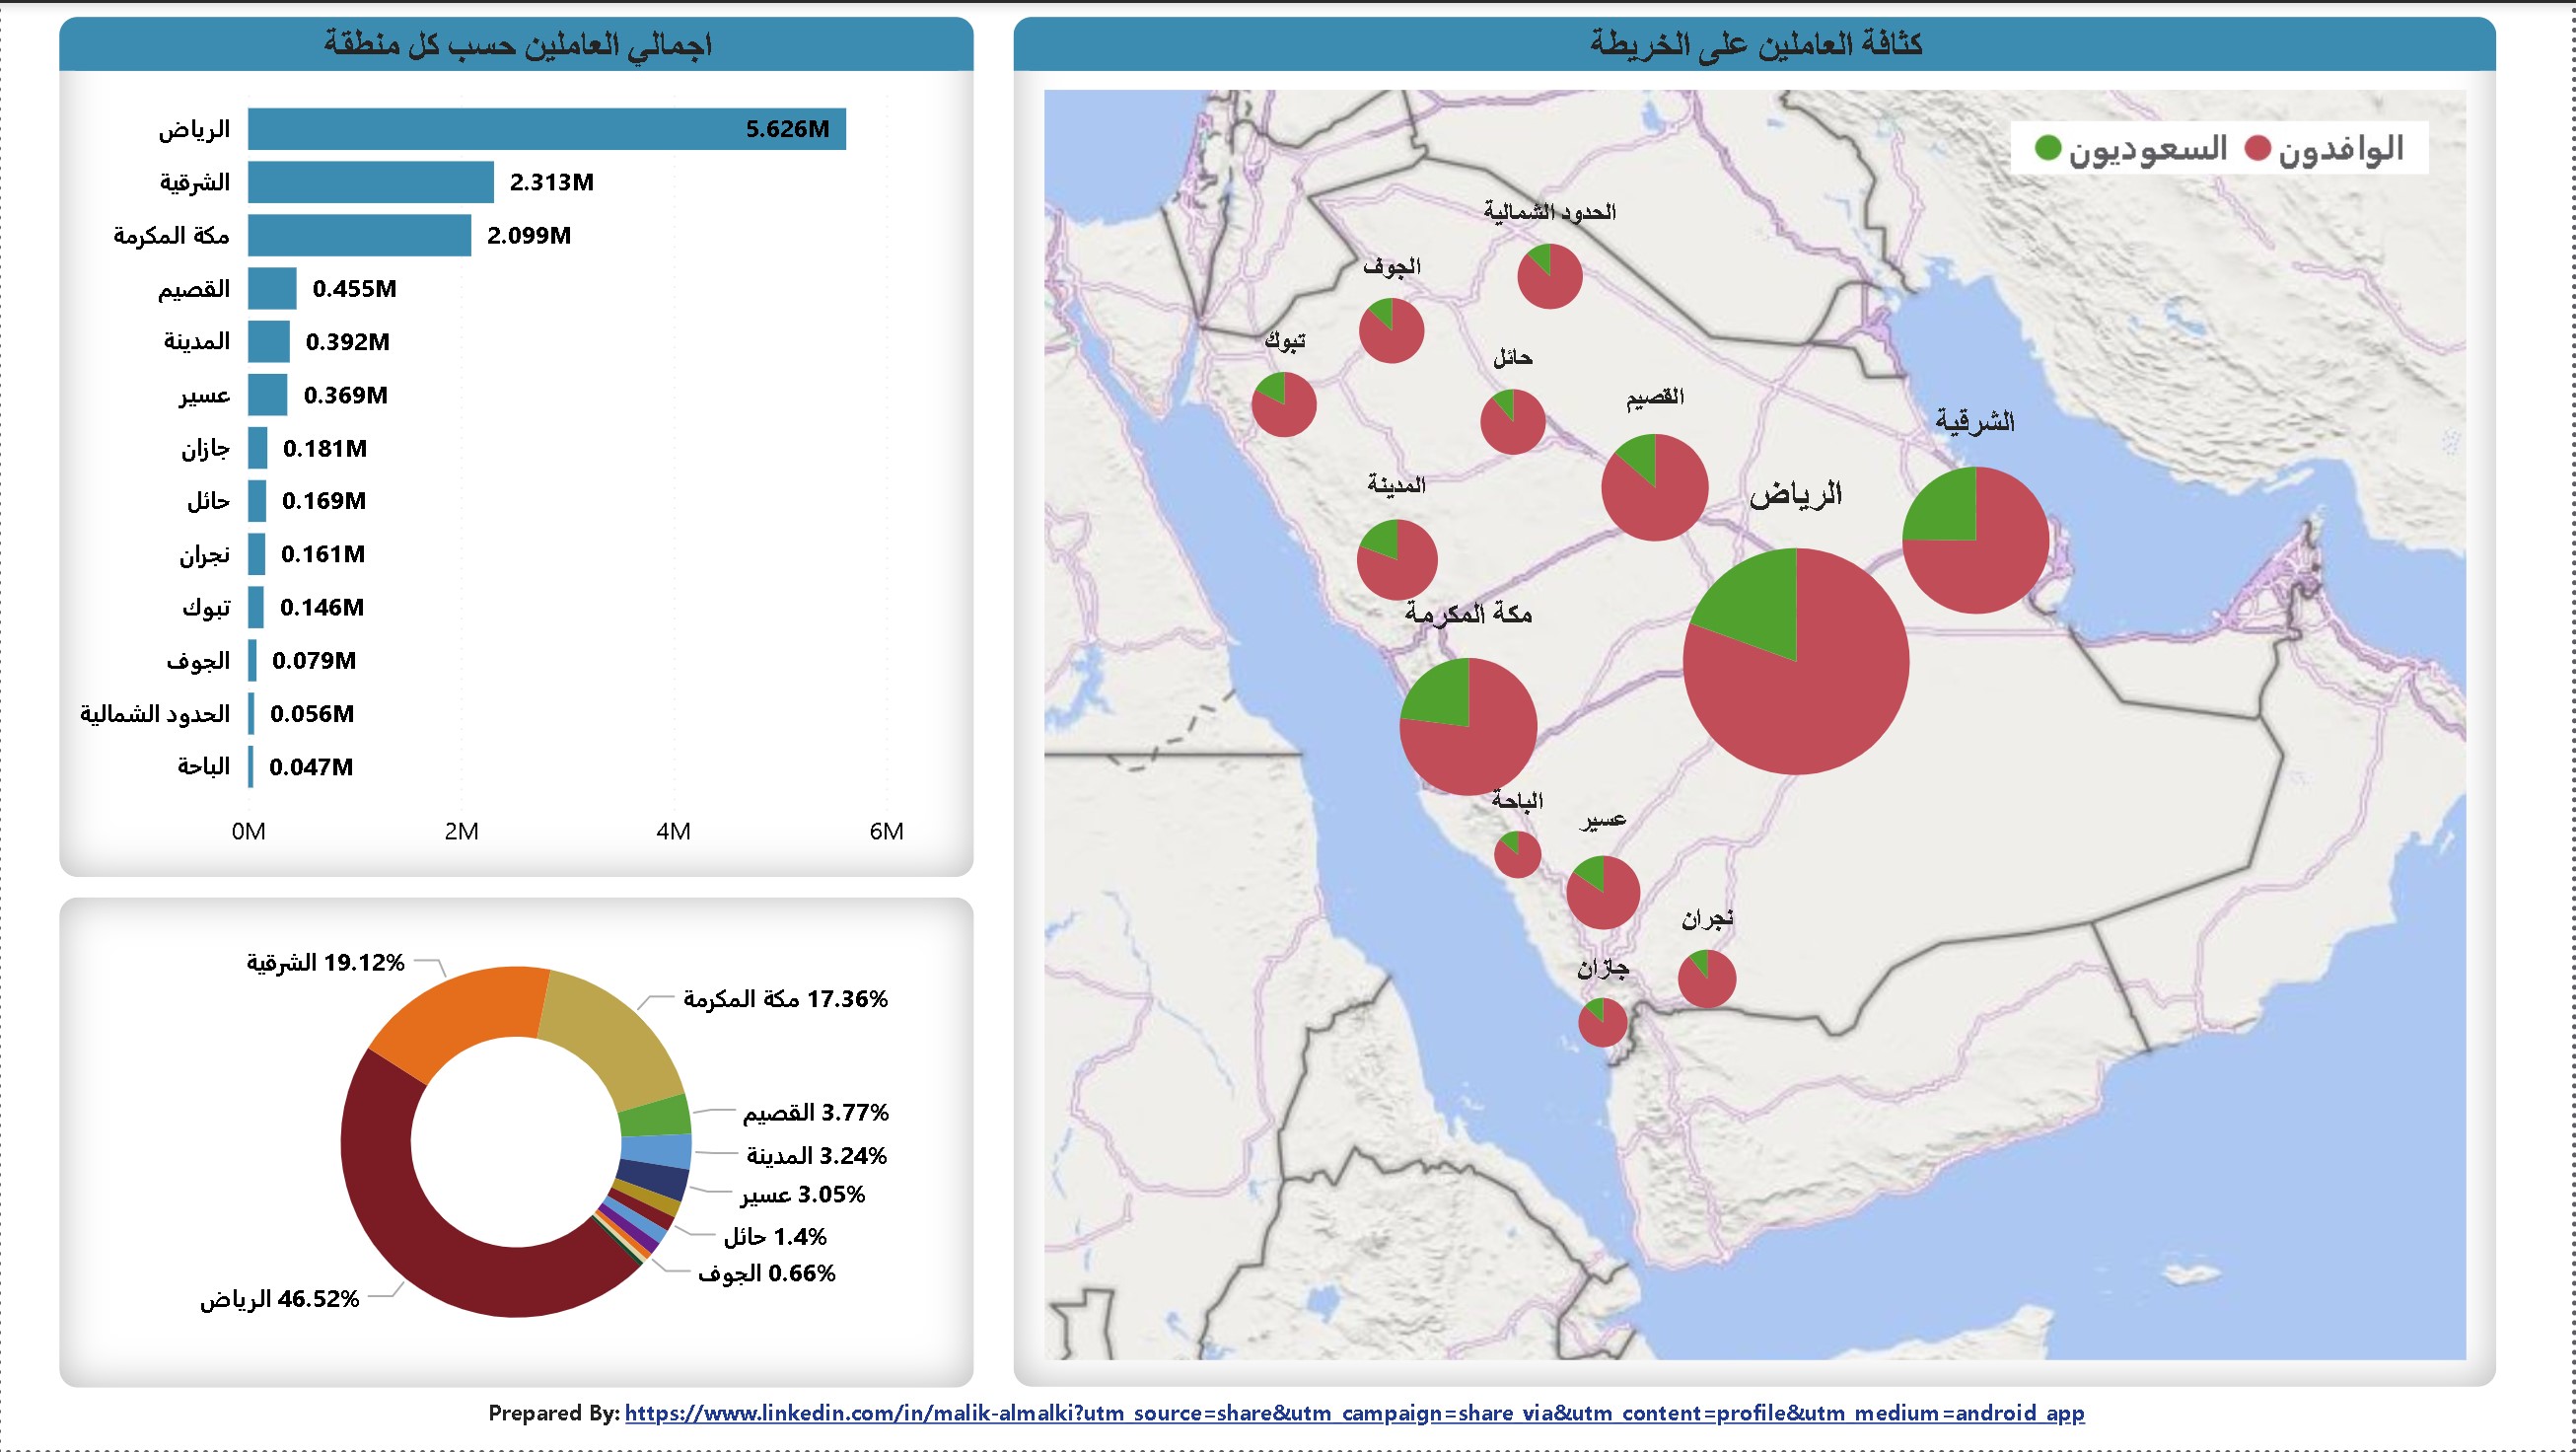 اجمالي العاملين حسب كل منطقة
الرياض 5.626M
الشرقية 2.313M
مكة المكرمة 2.099M
القصيم 0.455M
المدينة 0.392M
عسير 0.369M
جازان 0.181M
حائل 0.169M
نجران 0.161M
تبوك 0.146M
الجوف 0.079M
الحدود الشمالية 0.056M
الباحة 0.047M
0M 2M 4M 6M
الشرقية 19.12%
مكة المكرمة 17.36%
القصيم 3.77%
المدينة 3.24%
عسير 3.05%
حائل 1.4%
الجوف 0.66%
الرياض 46.52%
كثافة العاملين على الخريطة
الوافدون السعوديون
الحدود الشمالية
الجوف
تبوك
حائل
القصيم
الشرقية
المدينة
الرياض
مكة المكرمة
الباحة
عسير
نجران
جازان
Prepared By: https://www.linkedin.com/in/malik-almalki?utm_source=share&utm_campaign=share_via&utm_content=profile&utm_medium=android_app